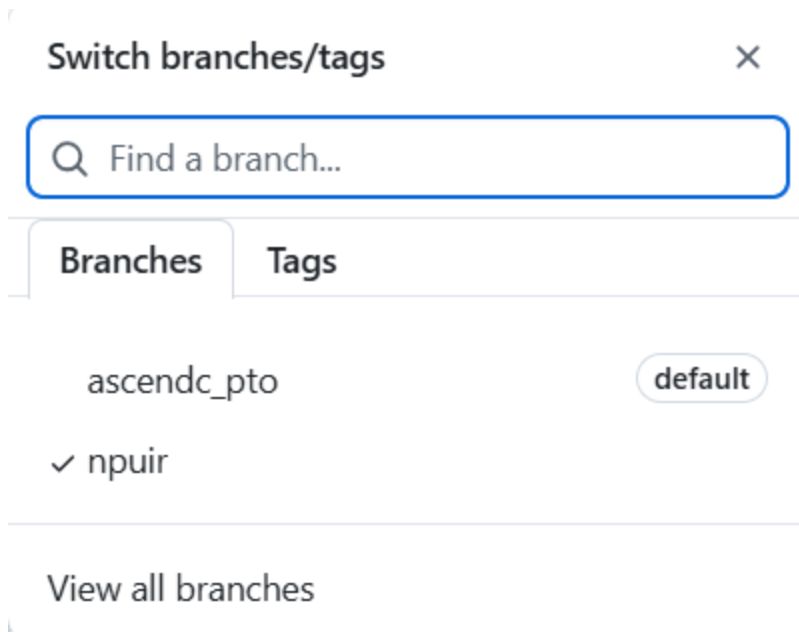 Switch branches/tags
Find a branch...
Branches Tags
ascendc_pto default
npuir
View all branches